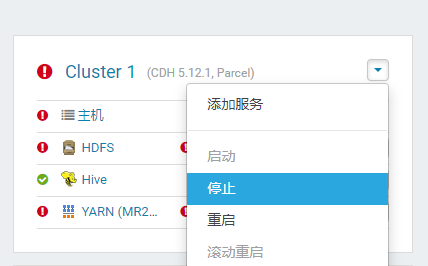 Cluster 1 (CDH 5.12.1, Parcel)
添加服务
主机
HDFS
启动
Hive
停止
YARN (MR2...
重启
滚动重启